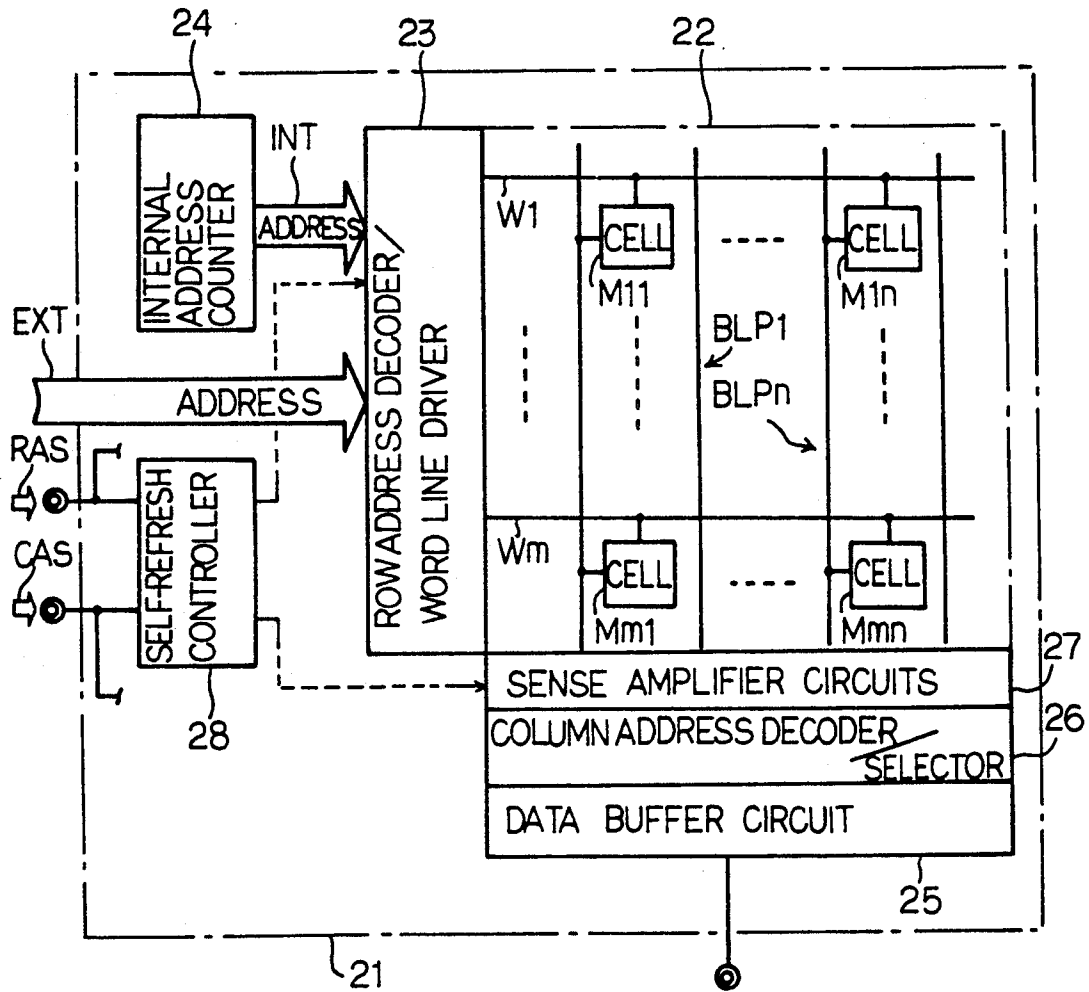 24
23
22
INT
INTERNAL
ADDRESS
COUNTER
ADDRESS
W1
CELL
CELL
M11
M1n
EXT
ADDRESS
ROW ADDRESS DECODER/
WORD LINE DRIVER
BLP1
BLPn
RAS
CAS
SELF-REFRESH
CONTROLLER
28
Wm
CELL
CELL
Mm1
Mmn
27
SENSE AMPLIFIER CIRCUITS
26
COLUMN ADDRESS DECODER
/SELECTOR
DATA BUFFER CIRCUIT
25
21